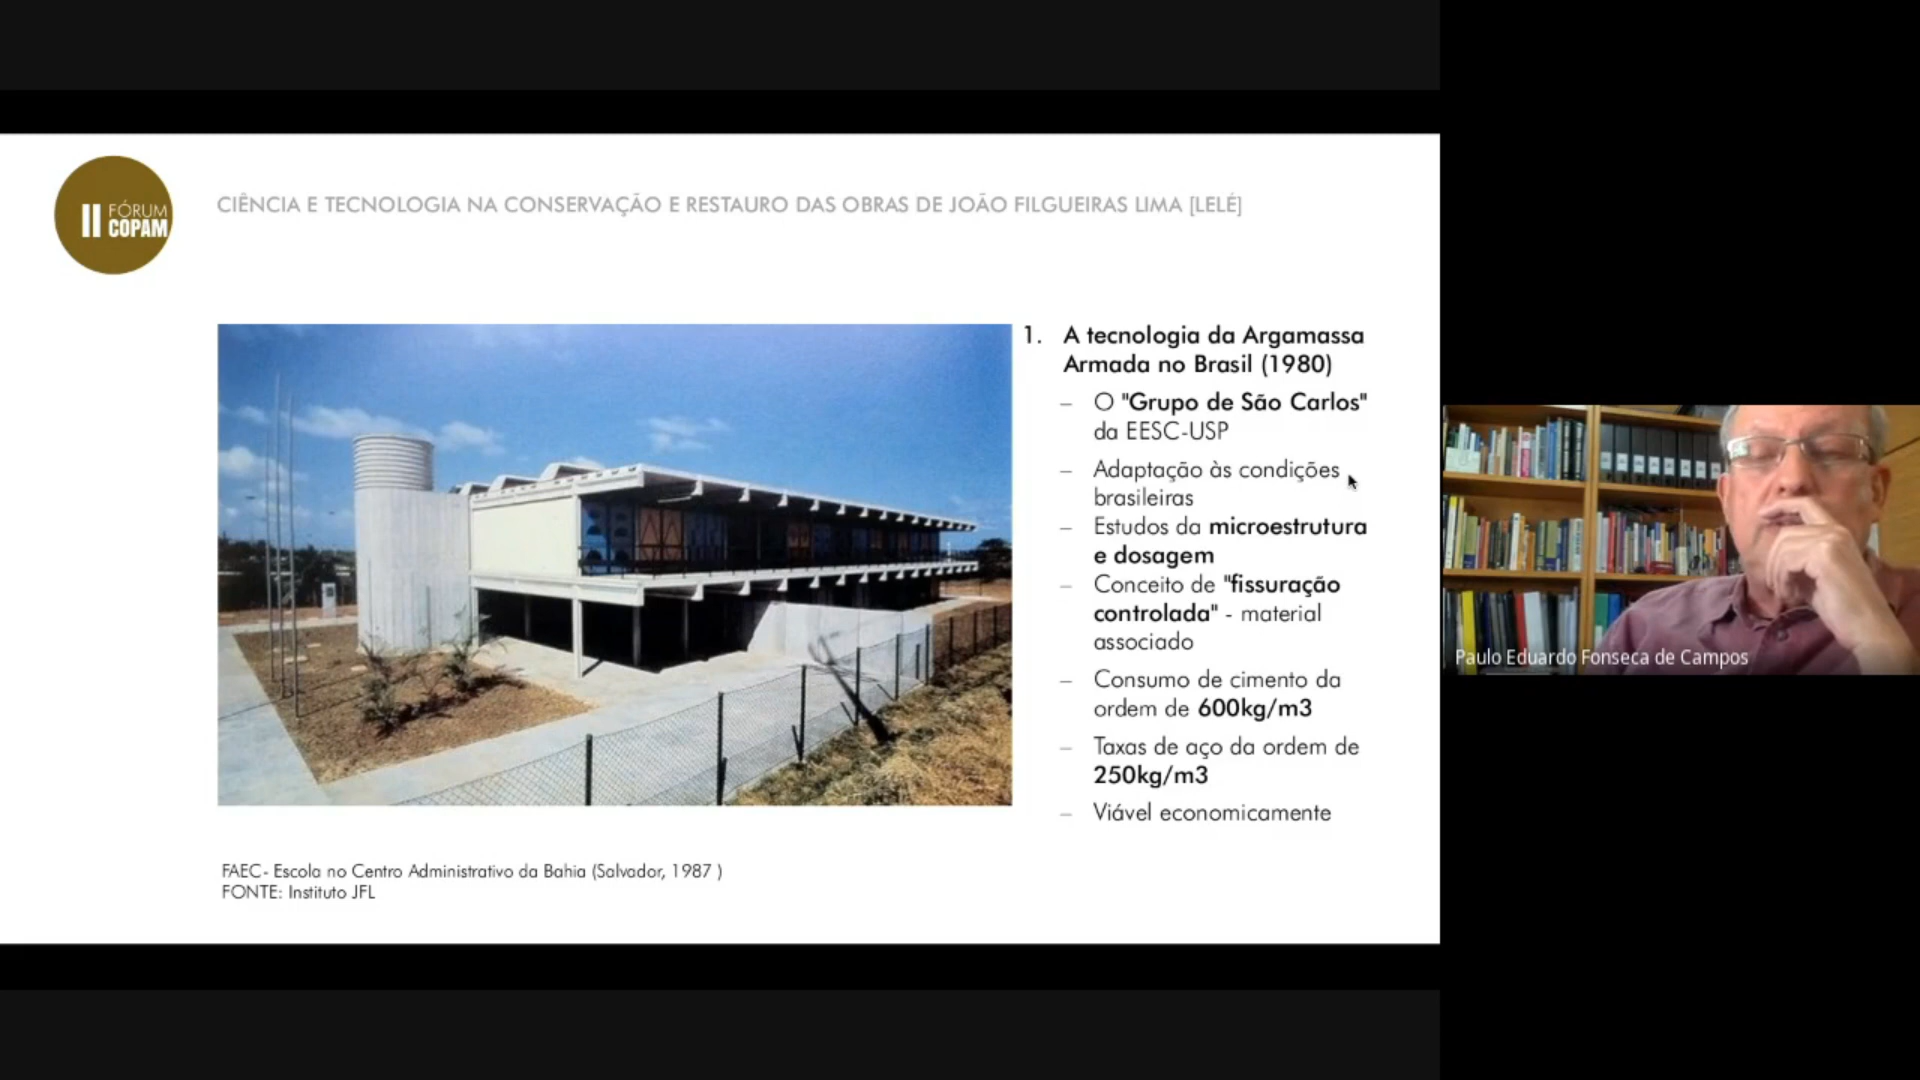 II FÓRUM
COPAM
CIÊNCIA E TECNOLOGIA NA CONSERVAÇÃO E RESTAURO DAS OBRAS DE JOÃO FILGUEIRAS LIMA [LELÉ]
1. A tecnologia da Argamassa
Armada no Brasil (1980)
– O "Grupo de São Carlos"
da EESC-USP
– Adaptação às condições
brasileiras
– Estudos da microestrutura
e dosagem
– Conceito de "fissuração
controlada" - material
associado
– Consumo de cimento da
ordem de 600kg/m3
– Taxas de aço da ordem de
250kg/m3
– Viável economicamente
FAEC- Escola no Centro Administrativo da Bahia (Salvador, 1987 )
FONTE: Instituto JFL
Paulo Eduardo Fonseca de Campos